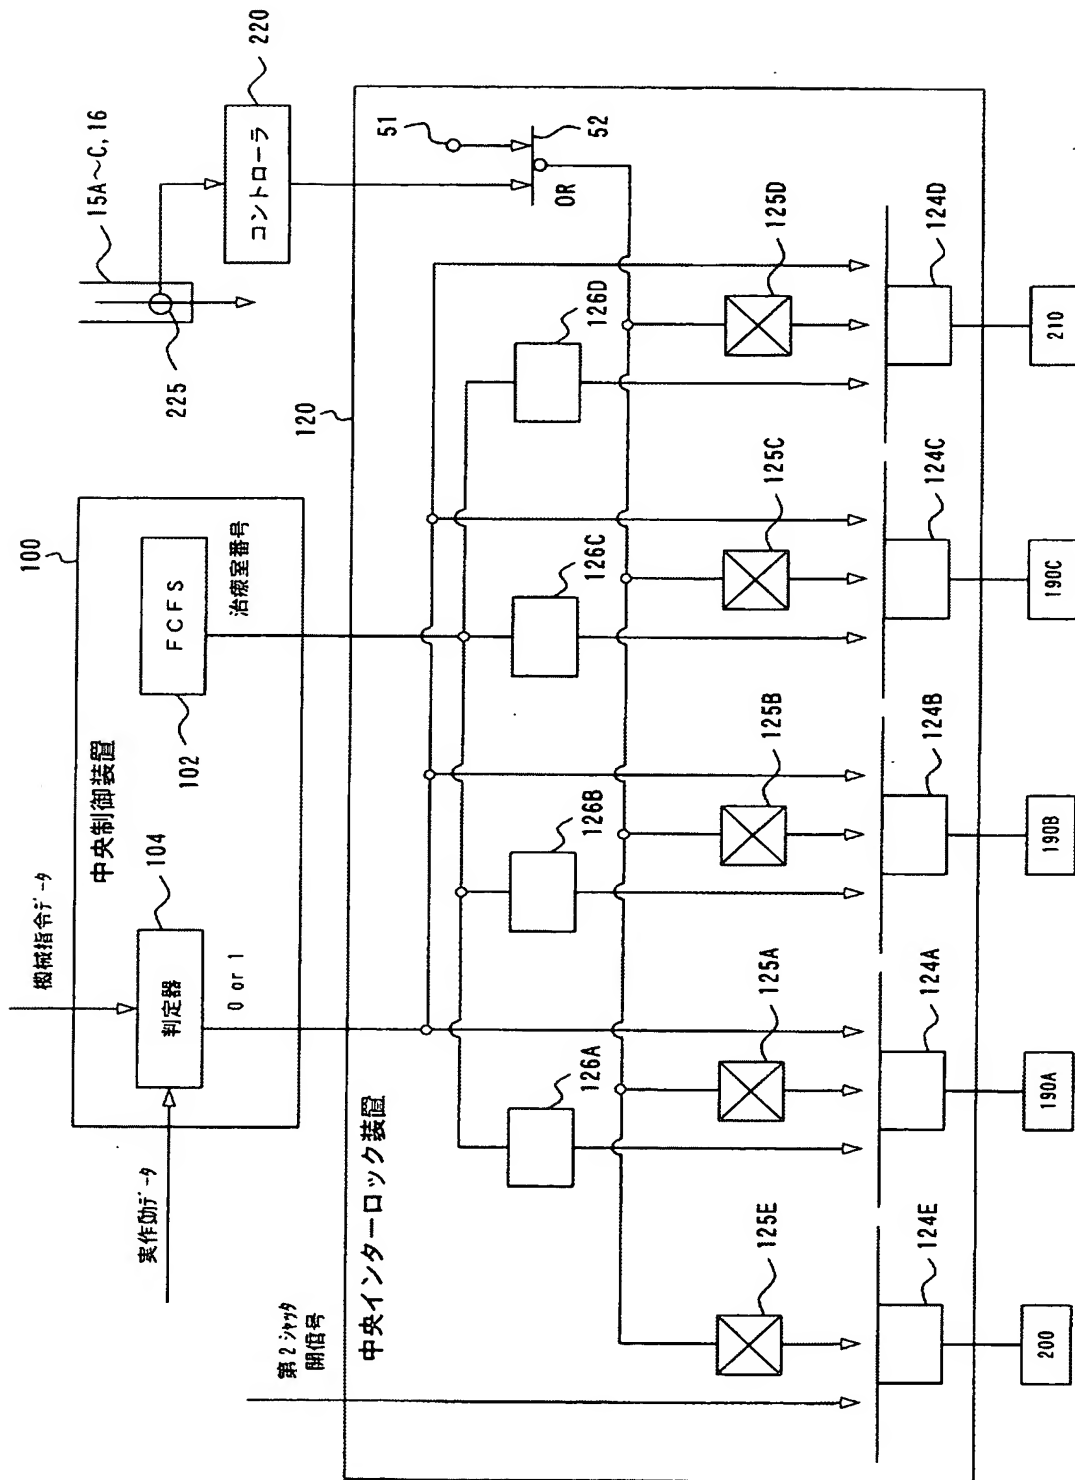 中央制御装置
100
機械指令データ
実作動データ
104
判定器
0 or 1
102
FCFS
治療室番号
15A～C, 16
225
コントローラ
220
120
中央インターロック装置
第2シャッタ
開信号
51
52
OR
126A
126B
126C
126D
125E
125A
125B
125C
125D
124E
124A
124B
124C
124D
200
190A
190B
190C
210